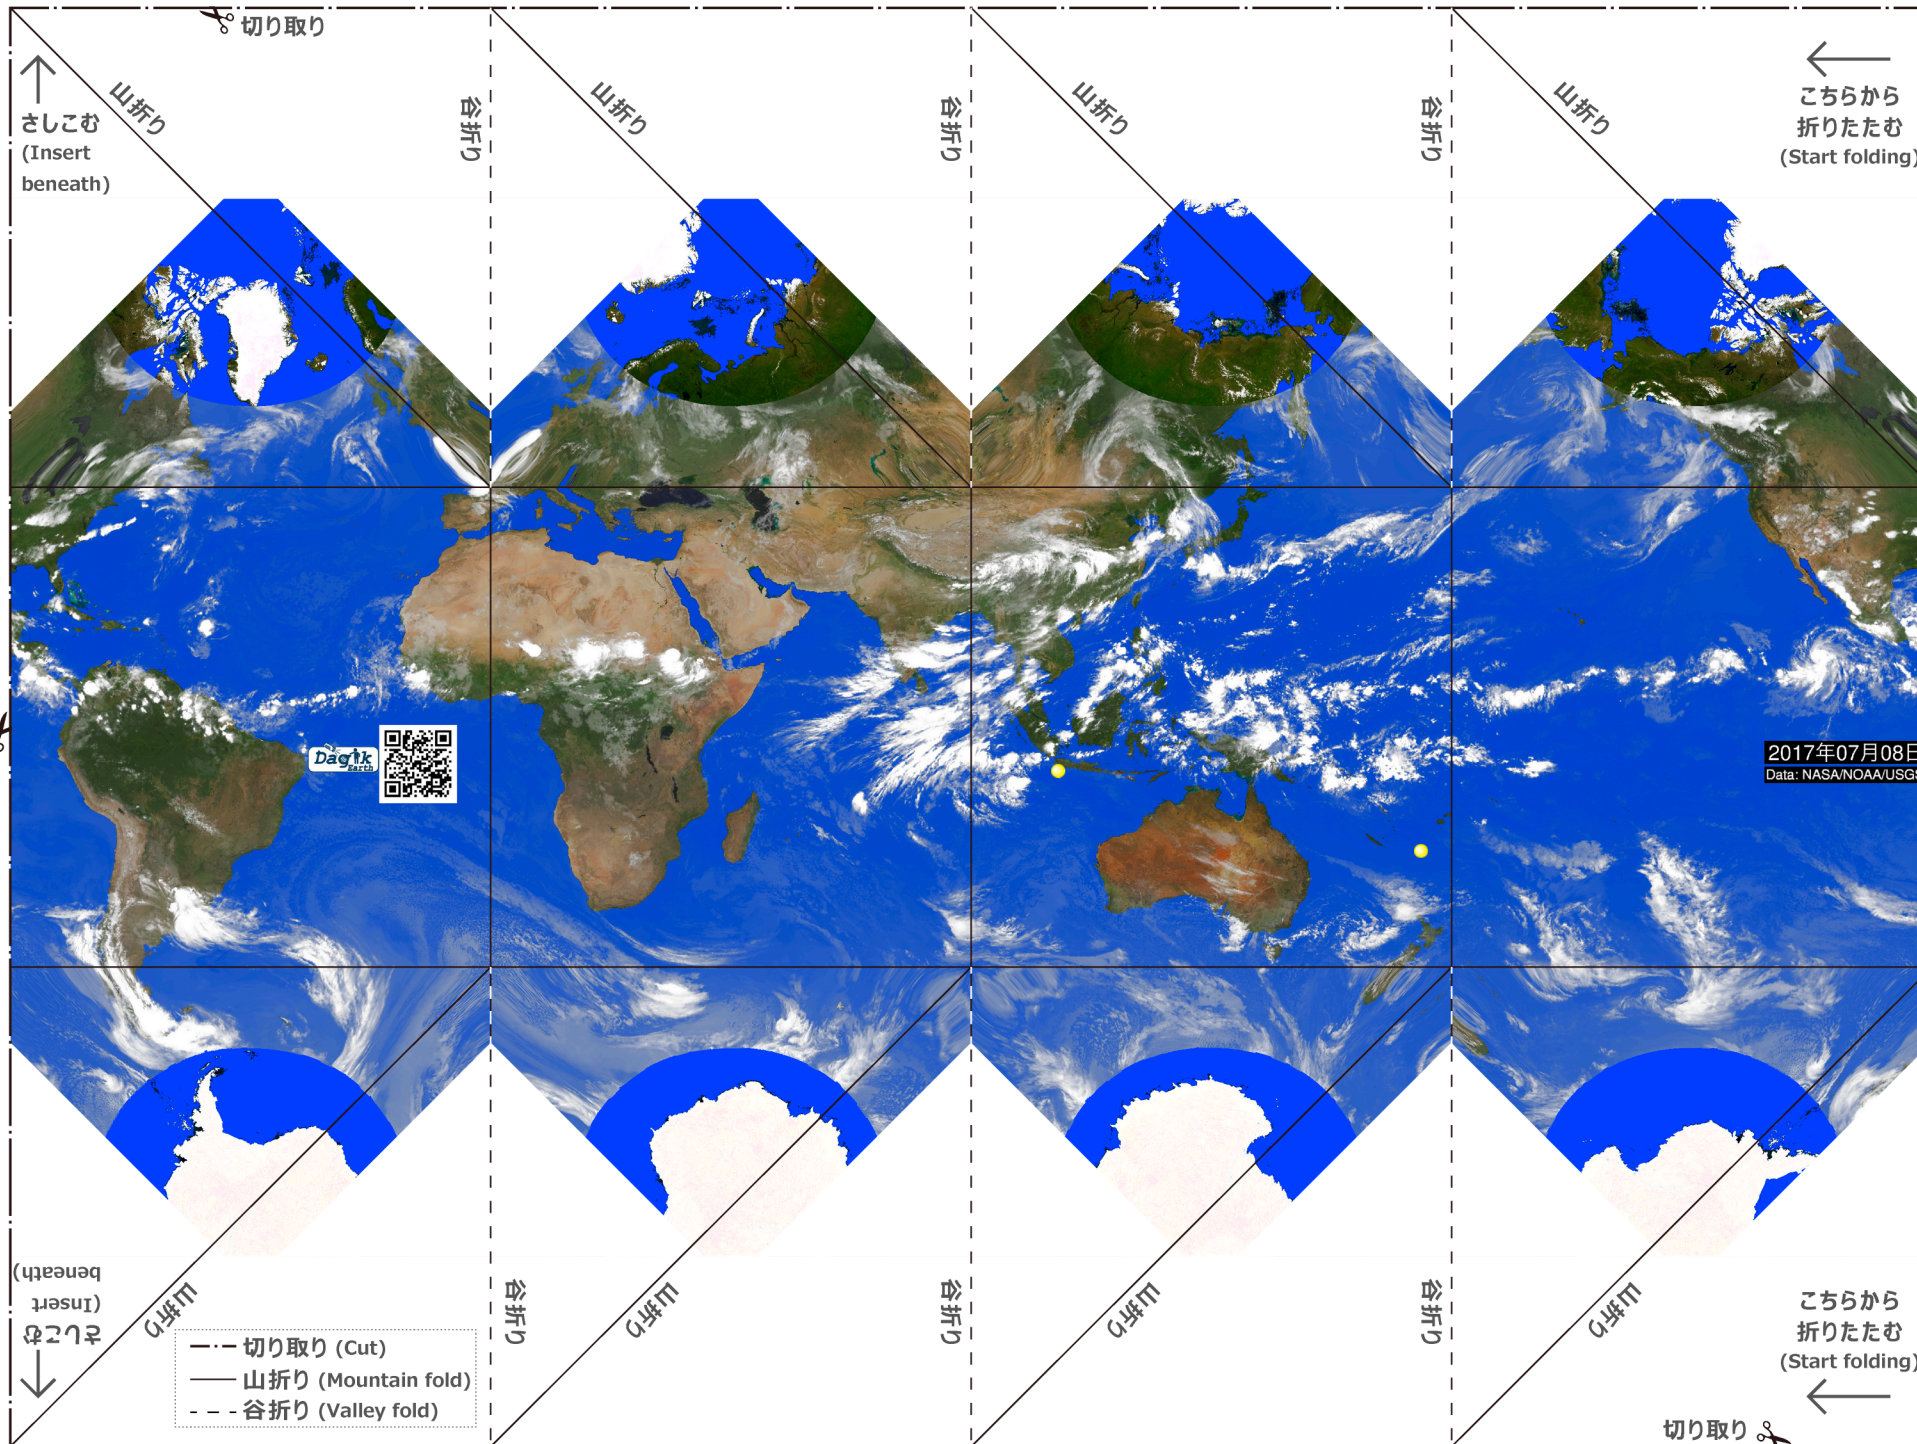 切り取り
山折り
谷折り
山折り
谷折り
山折り
谷折り
山折り
さしこむ
(Insert
beneath)
こちらから
折りたたむ
(Start folding)
Dagik
Earth
2017年07月08日
Data: NASA/NOAA/USGS
さしこむ
(Insert
beneath)
山折り
谷折り
山折り
谷折り
山折り
谷折り
山折り
こちらから
折りたたむ
(Start folding)
切り取り (Cut)
山折り (Mountain fold)
谷折り (Valley fold)
切り取り